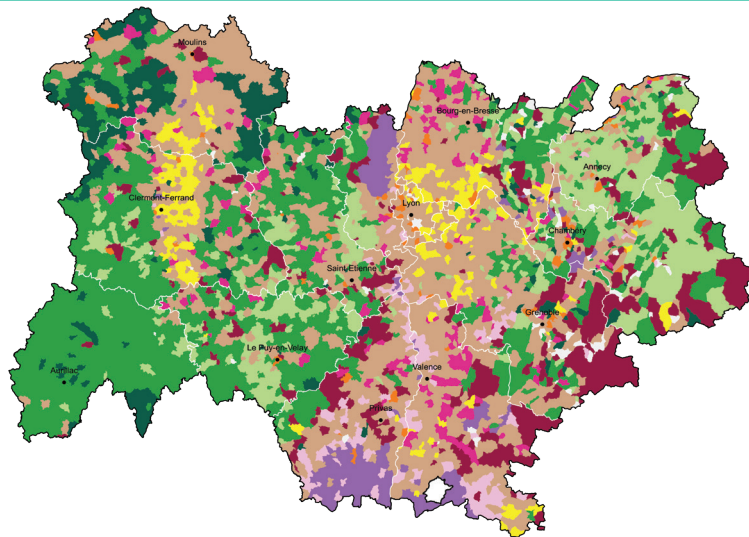 Moulins
Bourg-en-Bresse
Annecy
Clermont-Ferrand
Lyon
Chambéry
Saint-Etienne
Grenoble
Le Puy-en-Velay
Valence
Aurillac
Privas